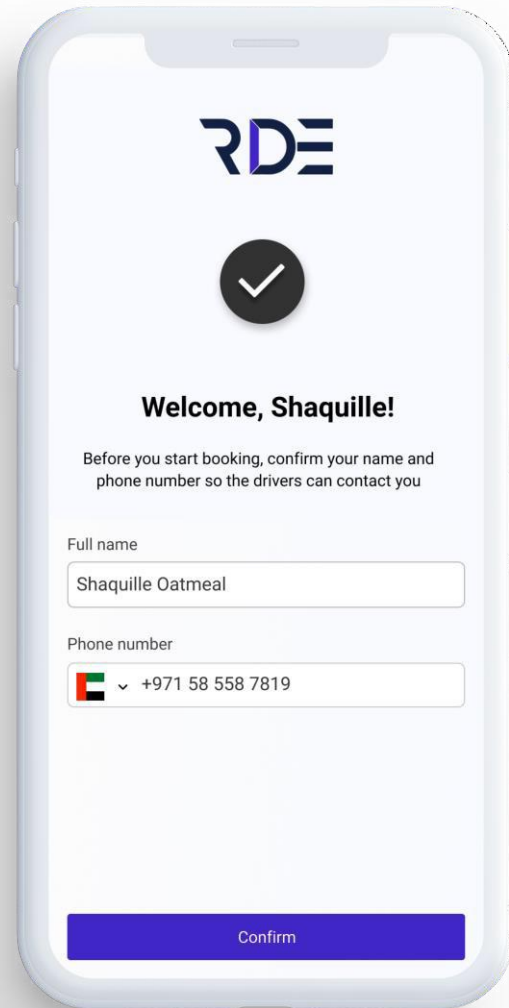 RDE
Welcome, Shaquille!
Before you start booking, confirm your name and
phone number so the drivers can contact you
Full name
Shaquille Oatmeal
Phone number
+971 58 558 7819
Confirm